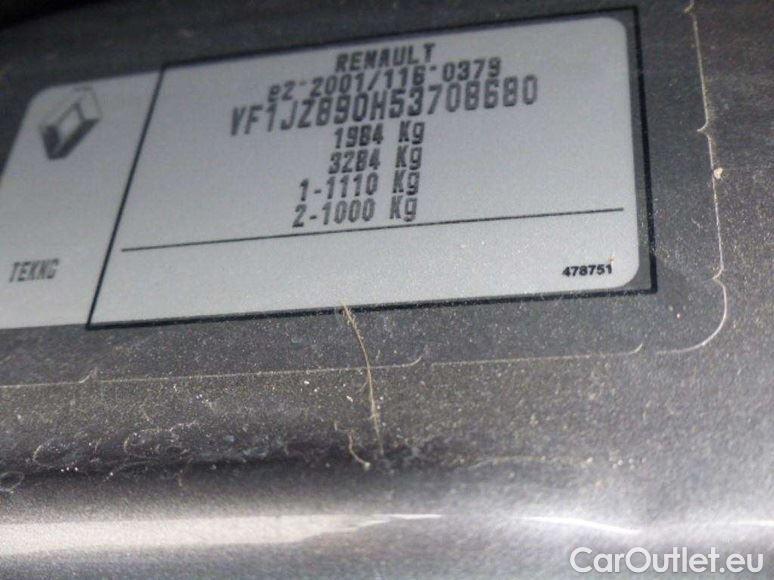 RENAULT
e2-2001/116-0379
VF1JZ890H53708680
1984 Kg
3284 Kg
1-1110 Kg
2-1000 Kg
TEKNG
478751
CarOutlet.eu